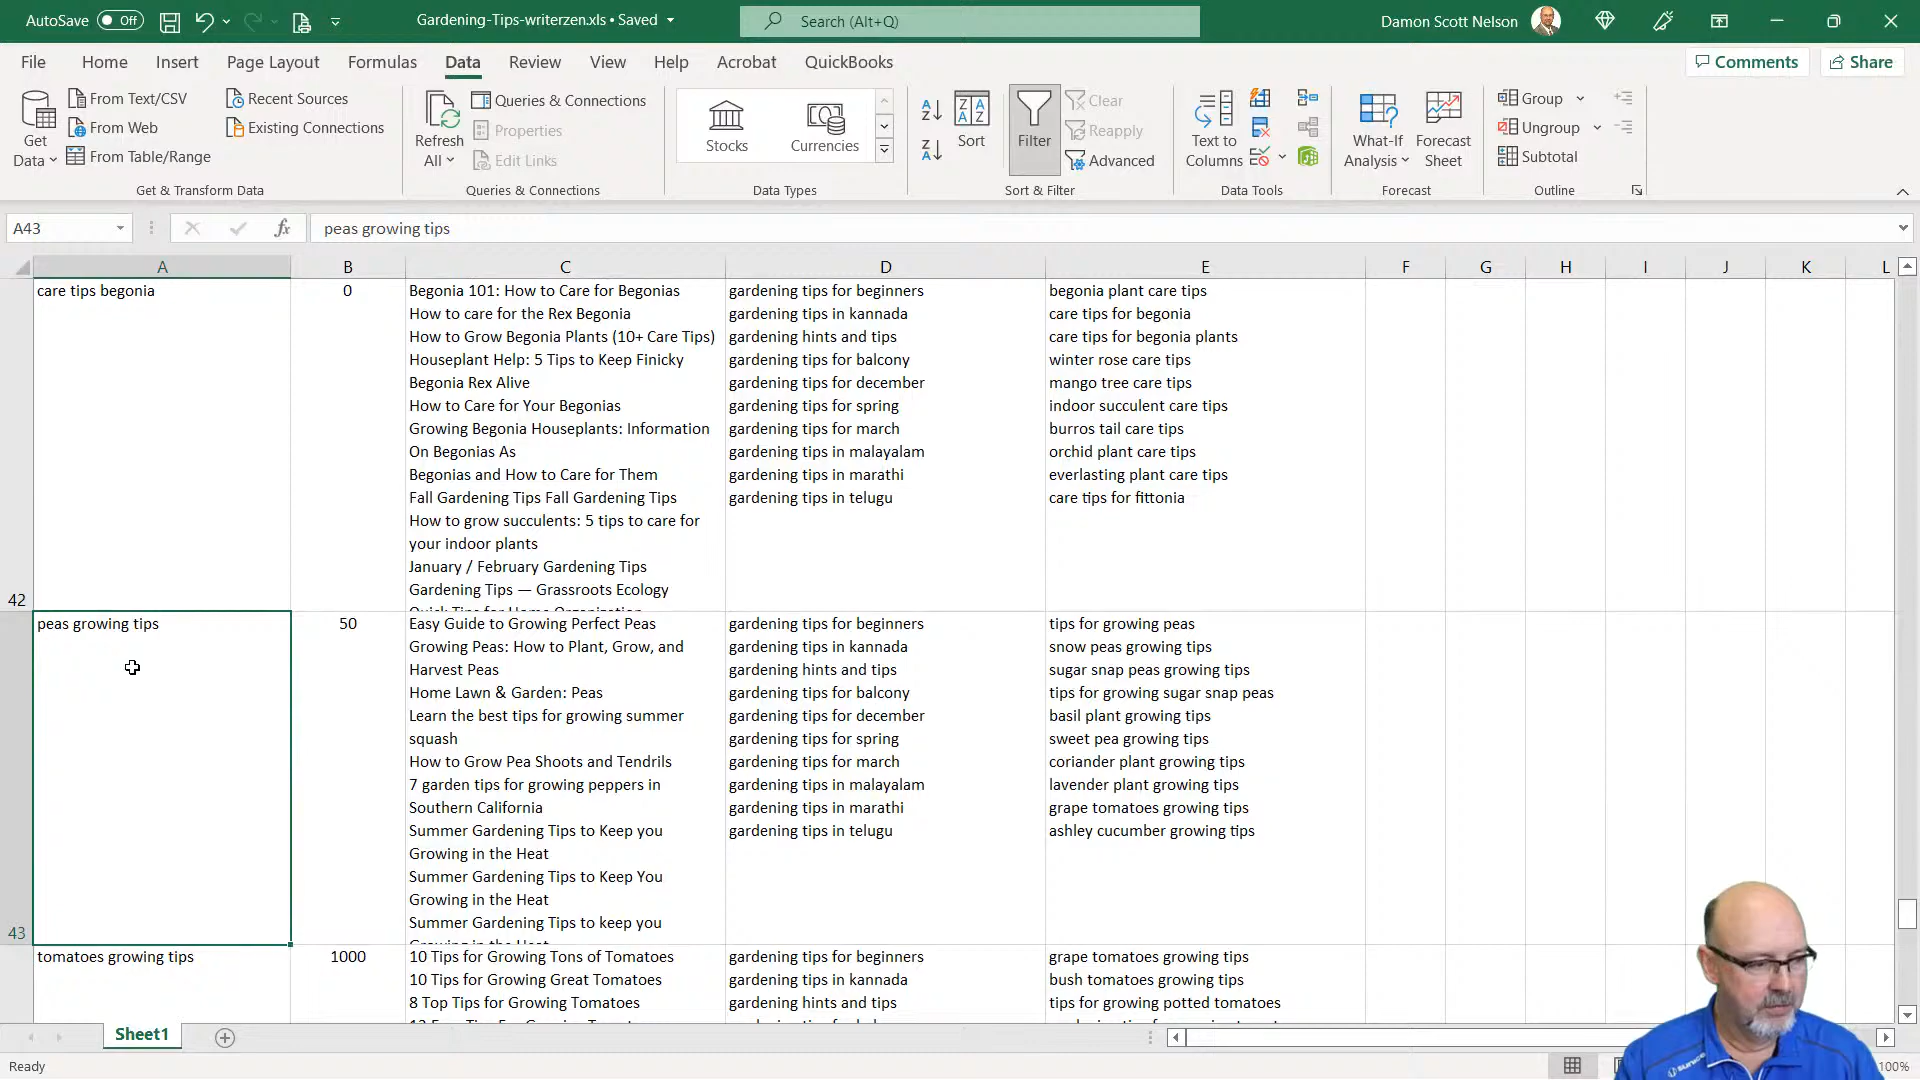 AutoSave Off Gardening-Tips-writerzen.xls • Saved Search (Alt+Q) Damon Scott Nelson
File Home Insert Page Layout Formulas Data Review View Help Acrobat QuickBooks Comments Share
Get Data
From Text/CSV
From Web
From Table/Range
Recent Sources
Existing Connections
Get & Transform Data
Refresh All
Queries & Connections
Properties
Edit Links
Queries & Connections
Stocks Currencies
Data Types
Sort
Filter
Clear
Reapply
Advanced
Sort & Filter
Text to Columns
Data Tools
What-If Analysis
Forecast Sheet
Forecast
Group
Ungroup
Subtotal
Outline
A43 fx peas growing tips
A B C D E F G H I J K L
42
care tips begonia
0
Begonia 101: How to Care for Begonias
How to care for the Rex Begonia
How to Grow Begonia Plants (10+ Care Tips)
Houseplant Help: 5 Tips to Keep Finicky
Begonia Rex Alive
How to Care for Your Begonias
Growing Begonia Houseplants: Information
On Begonias As
Begonias and How to Care for Them
Fall Gardening Tips Fall Gardening Tips
How to grow succulents: 5 tips to care for
your indoor plants
January / February Gardening Tips
Gardening Tips — Grassroots Ecology
gardening tips for beginners
gardening tips in kannada
gardening hints and tips
gardening tips for balcony
gardening tips for december
gardening tips for spring
gardening tips for march
gardening tips in malayalam
gardening tips in marathi
gardening tips in telugu
begonia plant care tips
care tips for begonia
care tips for begonia plants
winter rose care tips
mango tree care tips
indoor succulent care tips
burros tail care tips
orchid plant care tips
everlasting plant care tips
care tips for fittonia
43
peas growing tips
50
Easy Guide to Growing Perfect Peas
Growing Peas: How to Plant, Grow, and
Harvest Peas
Home Lawn & Garden: Peas
Learn the best tips for growing summer
squash
How to Grow Pea Shoots and Tendrils
7 garden tips for growing peppers in
Southern California
Summer Gardening Tips to Keep you
Growing in the Heat
Summer Gardening Tips to Keep You
Growing in the Heat
Summer Gardening Tips to keep you
gardening tips for beginners
gardening tips in kannada
gardening hints and tips
gardening tips for balcony
gardening tips for december
gardening tips for spring
gardening tips for march
gardening tips in malayalam
gardening tips in marathi
gardening tips in telugu
tips for growing peas
snow peas growing tips
sugar snap peas growing tips
tips for growing sugar snap peas
basil plant growing tips
sweet pea growing tips
coriander plant growing tips
lavender plant growing tips
grape tomatoes growing tips
ashley cucumber growing tips
tomatoes growing tips
1000
10 Tips for Growing Tons of Tomatoes
10 Tips for Growing Great Tomatoes
8 Top Tips for Growing Tomatoes
gardening tips for beginners
gardening tips in kannada
gardening hints and tips
grape tomatoes growing tips
bush tomatoes growing tips
tips for growing potted tomatoes
Sheet1
Ready
100%